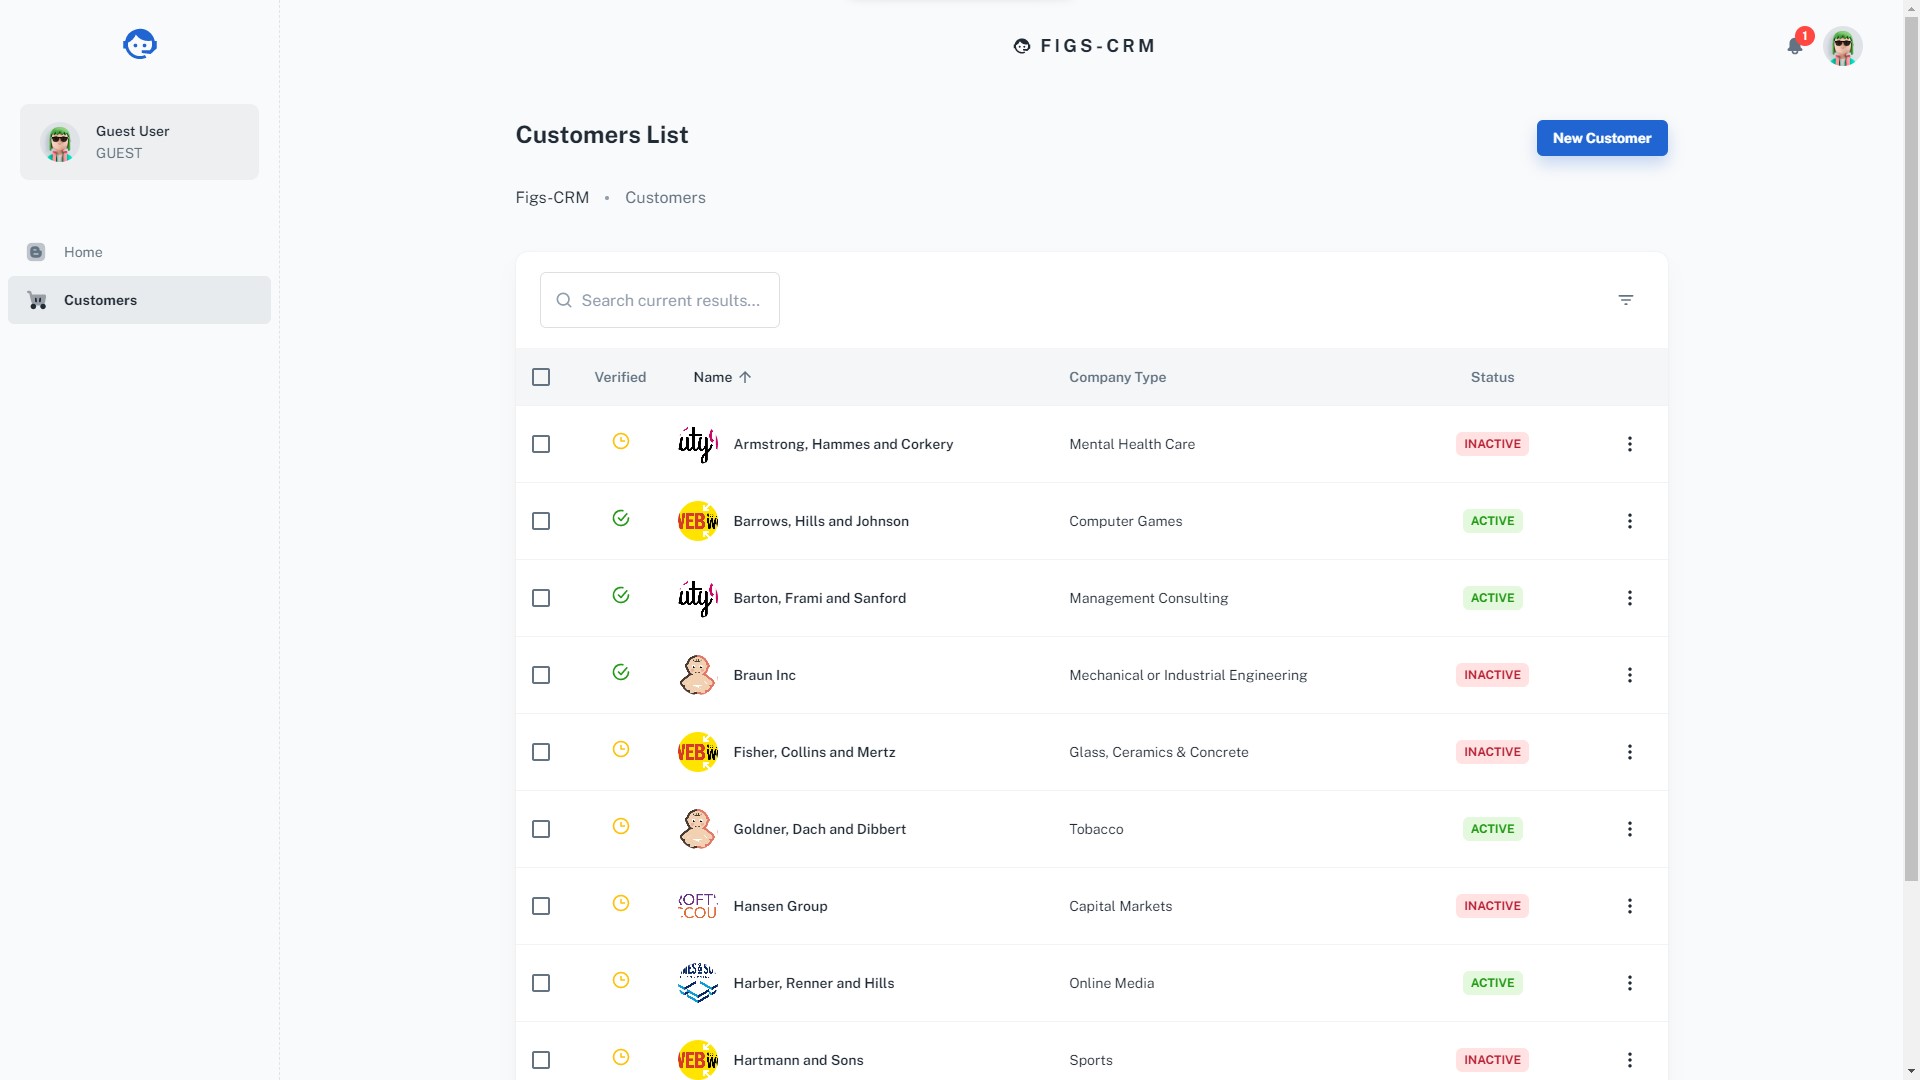 FIGS-CRM
1
Guest User
GUEST
Home
Customers
Customers List
New Customer
Figs-CRM • Customers
Search current results...
Verified Name Company Type Status
Armstrong, Hammes and Corkery Mental Health Care INACTIVE
Barrows, Hills and Johnson Computer Games ACTIVE
Barton, Frami and Sanford Management Consulting ACTIVE
Braun Inc Mechanical or Industrial Engineering INACTIVE
Fisher, Collins and Mertz Glass, Ceramics & Concrete INACTIVE
Goldner, Dach and Dibbert Tobacco ACTIVE
Hansen Group Capital Markets INACTIVE
Harber, Renner and Hills Online Media ACTIVE
Hartmann and Sons Sports INACTIVE